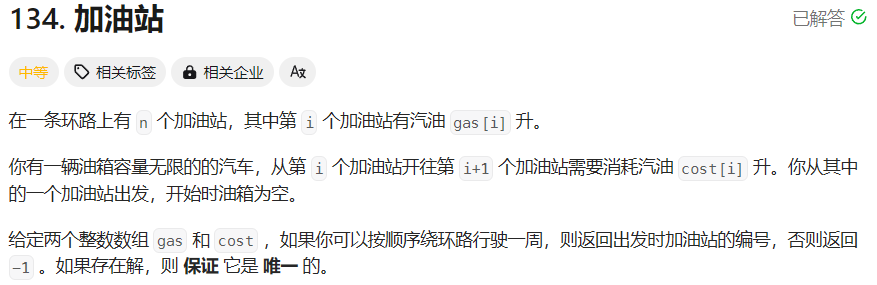 134. 加油站
已解答
中等
相关标签
相关企业
在一条环路上有 n 个加油站，其中第 i 个加油站有汽油 gas[i] 升。
你有一辆油箱容量无限的的汽车，从第 i 个加油站开往第 i+1 个加油站需要消耗汽油 cost[i] 升。你从其中
的一个加油站出发，开始时油箱为空。
给定两个整数数组 gas 和 cost ，如果你可以按顺序绕环路行驶一周，则返回出发时加油站的编号，否则返回
-1 。如果存在解，则 保证 它是 唯一 的。